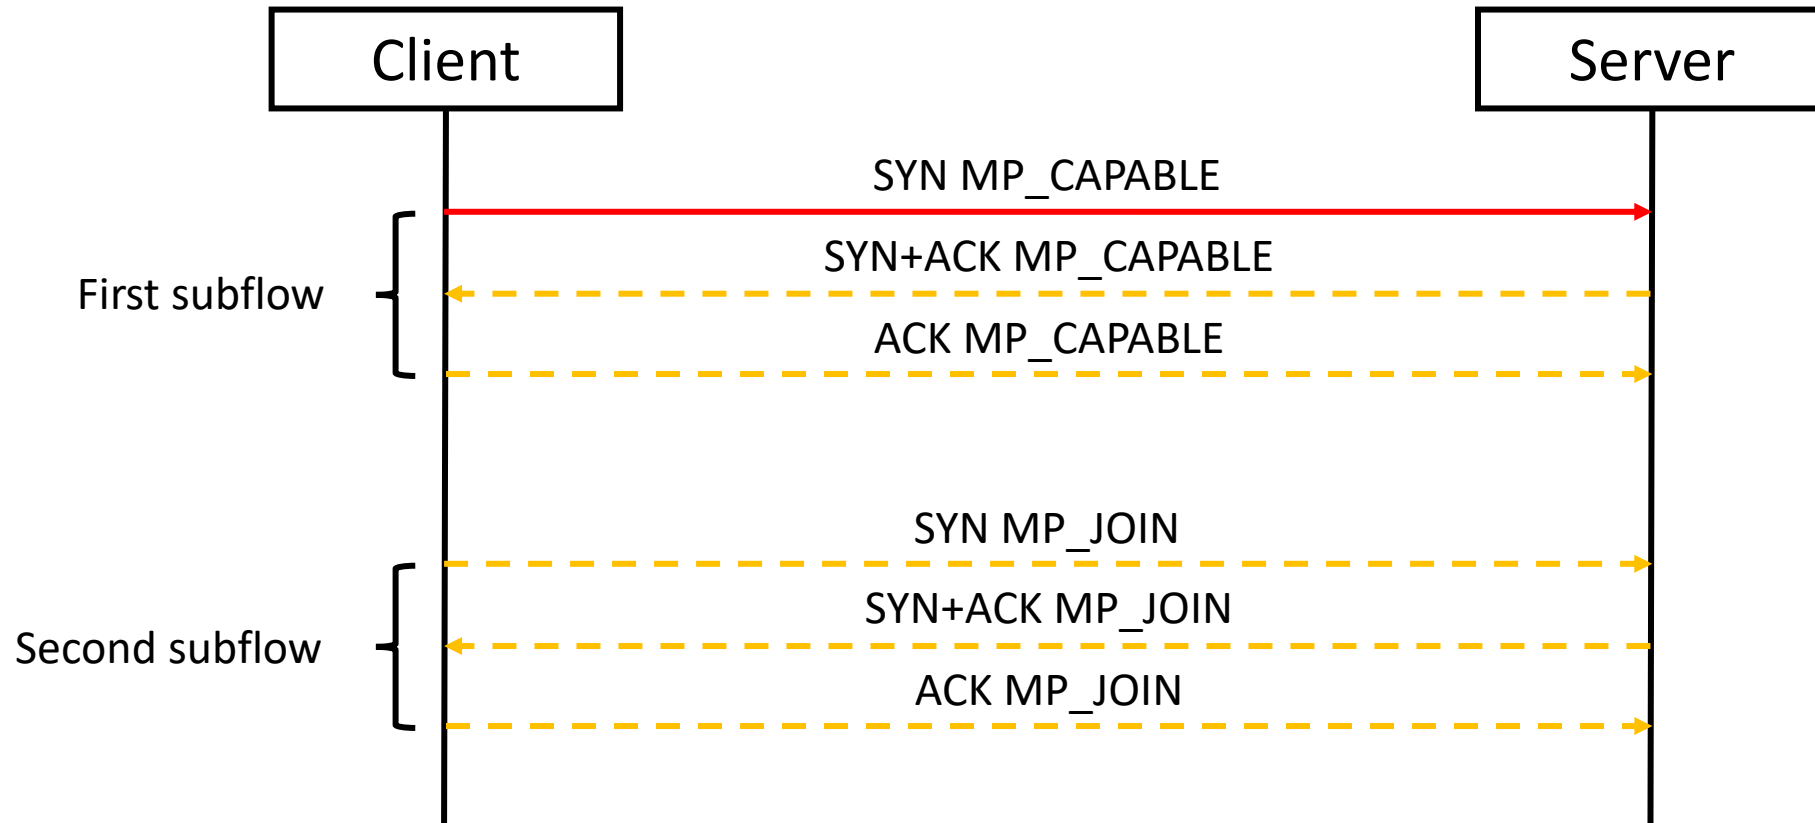 Client
Server
SYN MP_CAPABLE
SYN+ACK MP_CAPABLE
First subflow
ACK MP_CAPABLE
SYN MP_JOIN
SYN+ACK MP_JOIN
Second subflow
ACK MP_JOIN